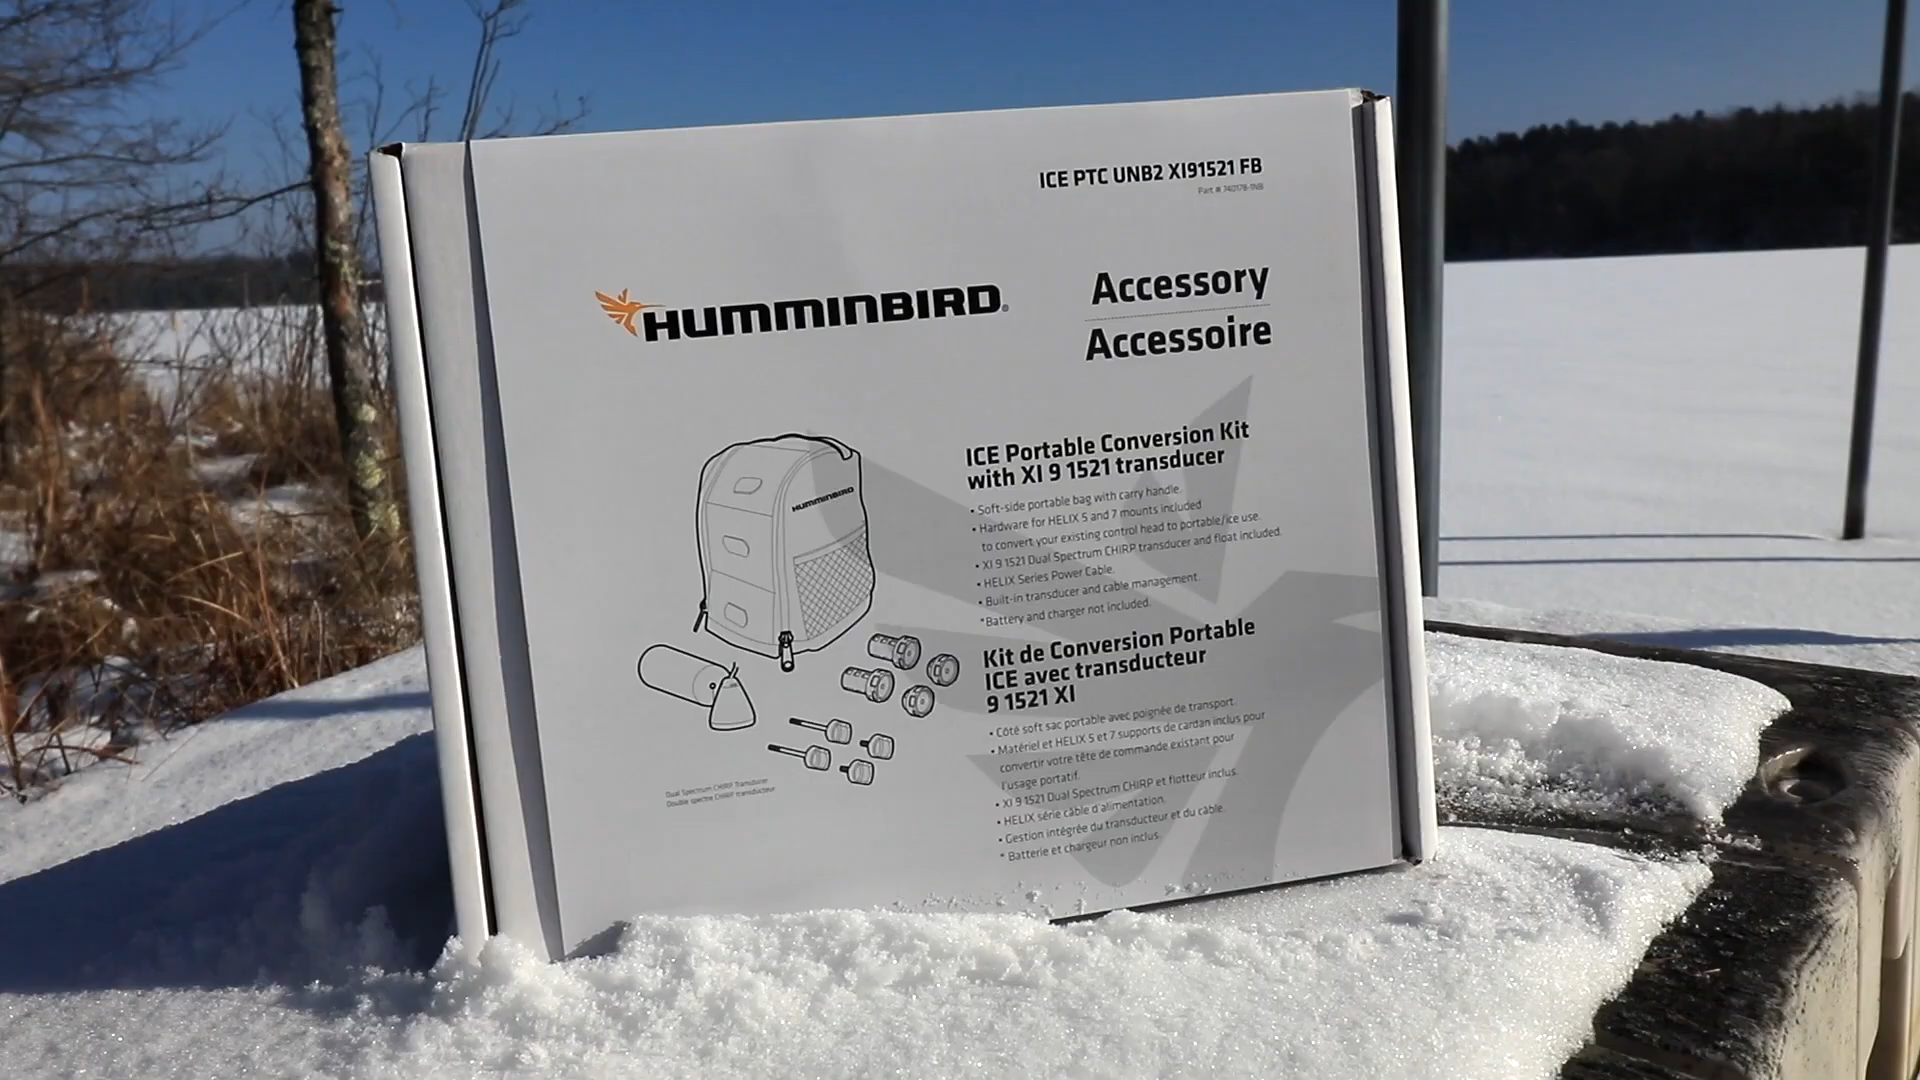 ICE PTC UNB2 XI91521 FB
Part # 740178-1NB
HUMMINBIRD®
Accessory
Accessoire
HUMMINBIRD
ICE Portable Conversion Kit
with XI 9 1521 transducer
• Soft-side portable bag with carry handle.
• Hardware for HELIX 5 and 7 mounts included
to convert your existing control head to portable/ice use.
• XI 9 1521 Dual Spectrum CHIRP transducer and float included.
• HELIX Series Power Cable.
• Built-in transducer and cable management.
*Battery and charger not included.
Kit de Conversion Portable
ICE avec transducteur
9 1521 XI
• Côté soft sac portable avec poignée de transport.
• Matériel et HELIX 5 et 7 supports de cardan inclus pour
convertir votre tête de commande existant pour
l'usage portatif.
• XI 9 1521 Dual Spectrum CHIRP et flotteur inclus.
• HELIX série câble d'alimentation.
• Gestion intégrée du transducteur et du câble.
* Batterie et chargeur non inclus.
Dual Spectrum CHIRP Transducer
Double spectre CHIRP transducteur